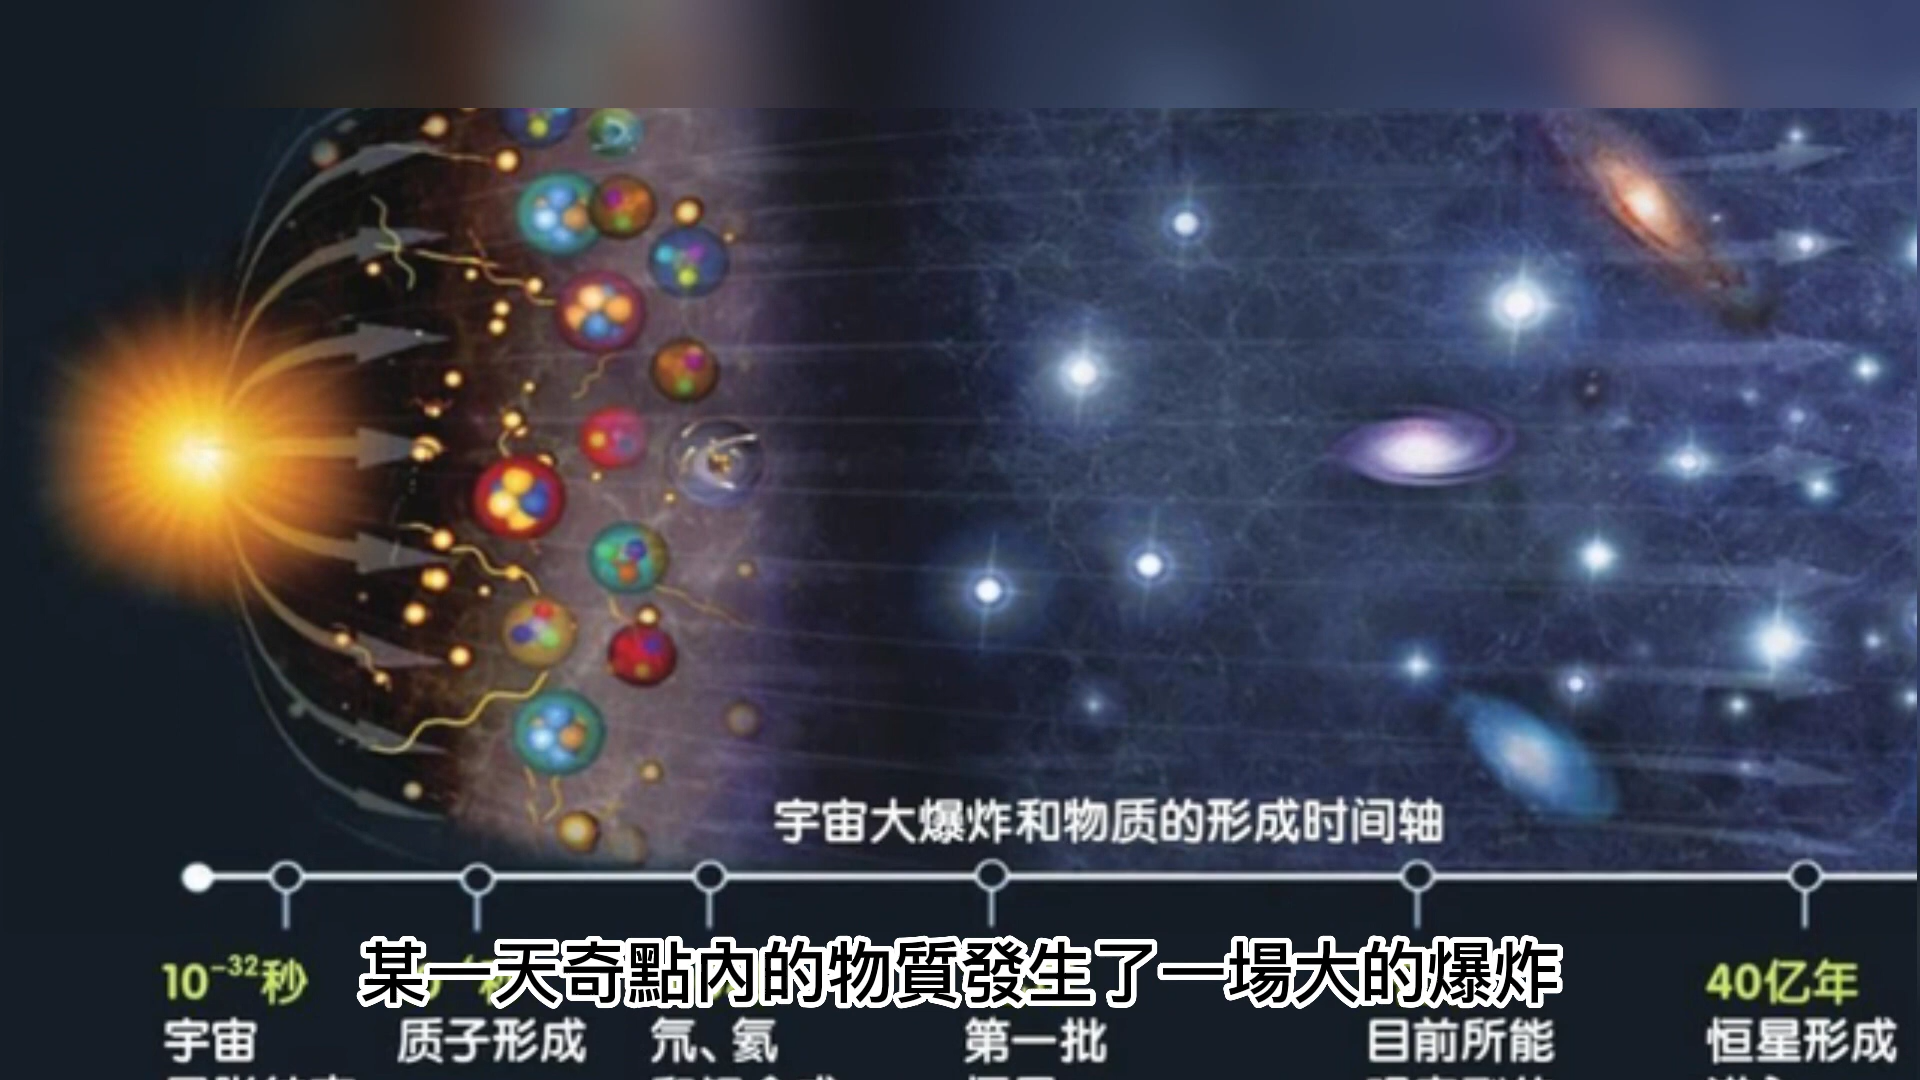 宇宙大爆炸和物质的形成时间轴
某一天奇點內的物質發生了一場大的爆炸
10⁻³²秒
40亿年
宇宙
质子形成
氘、氦
第一批
目前所能
恒星形成